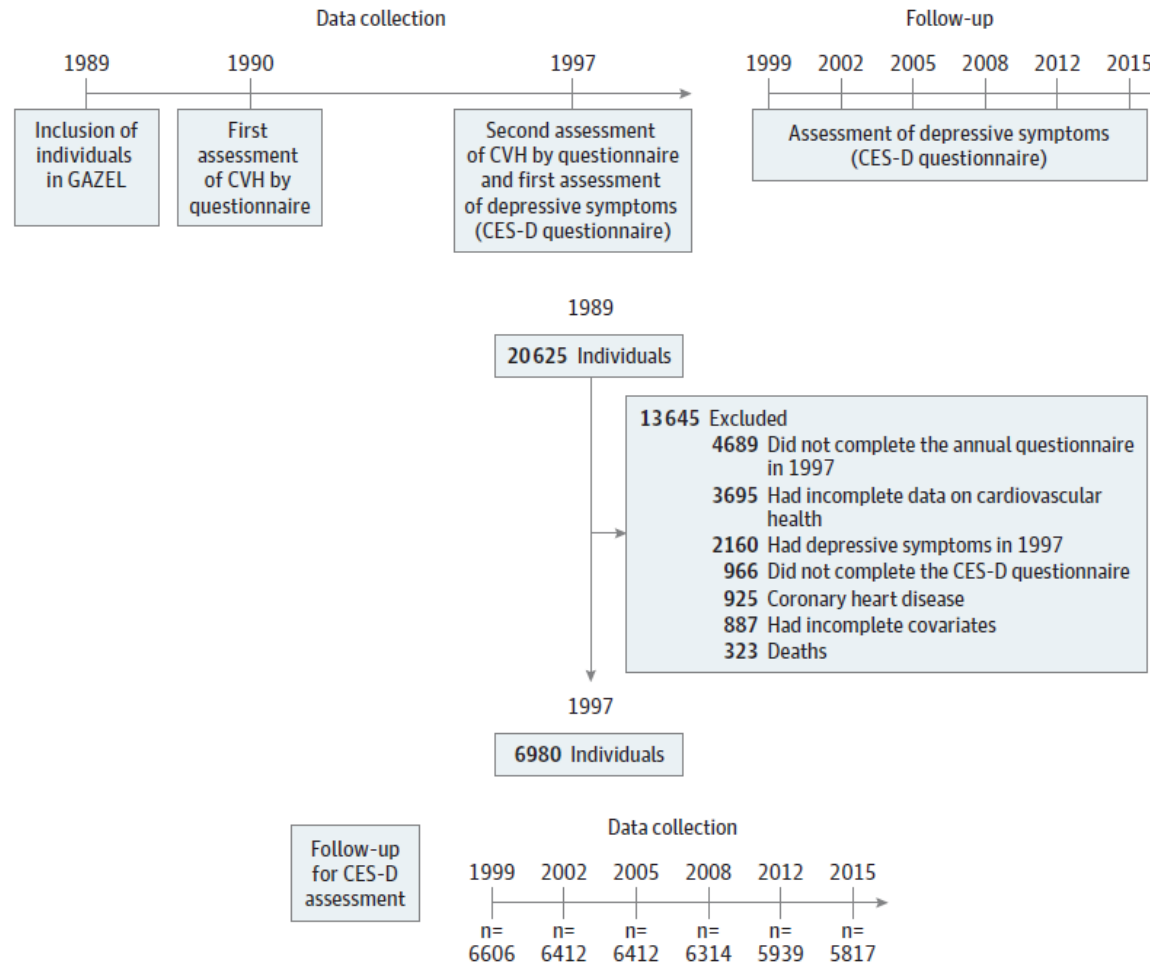 Data collection
Follow-up
1989
1990
1997
1999
2002
2005
2008
2012
2015
Inclusion of
individuals
in GAZEL
First
assessment
of CVH by
questionnaire
Second assessment
of CVH by questionnaire
and first assessment
of depressive symptoms
(CES-D questionnaire)
Assessment of depressive symptoms
(CES-D questionnaire)
1989
20625 Individuals
13645 Excluded
4689 Did not complete the annual questionnaire
in 1997
3695 Had incomplete data on cardiovascular
health
2160 Had depressive symptoms in 1997
966 Did not complete the CES-D questionnaire
925 Coronary heart disease
887 Had incomplete covariates
323 Deaths
1997
6980 Individuals
Follow-up
for CES-D
assessment
Data collection
1999 2002 2005 2008 2012 2015
n= n= n= n= n= n=
6606 6412 6412 6314 5939 5817